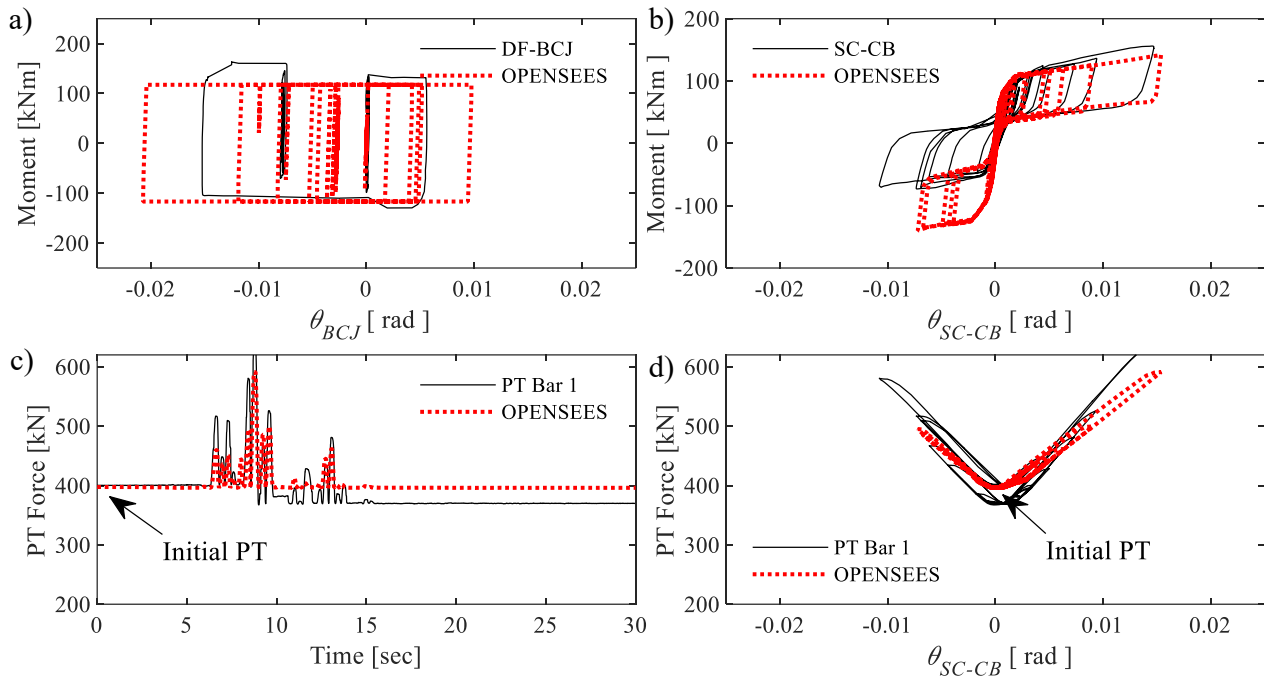 a)
200
100
0
-100
-200
Moment [kNm]
DF-BCJ
OPENSEES
-0.02
-0.01
0
0.01
0.02
θ_BCJ [ rad ]
b)
200
100
0
-100
-200
Moment [ kNm]
SC-CB
OPENSEES
-0.02
-0.01
0
0.01
0.02
θ_SC-CB [ rad ]
c)
600
500
400
300
200
PT Force [kN]
PT Bar 1
OPENSEES
Initial PT
0
5
10
15
20
25
30
Time [sec]
d)
600
500
400
300
200
PT Force [kN]
Initial PT
PT Bar 1
OPENSEES
-0.02
-0.01
0
0.01
0.02
θ_SC-CB [ rad ]